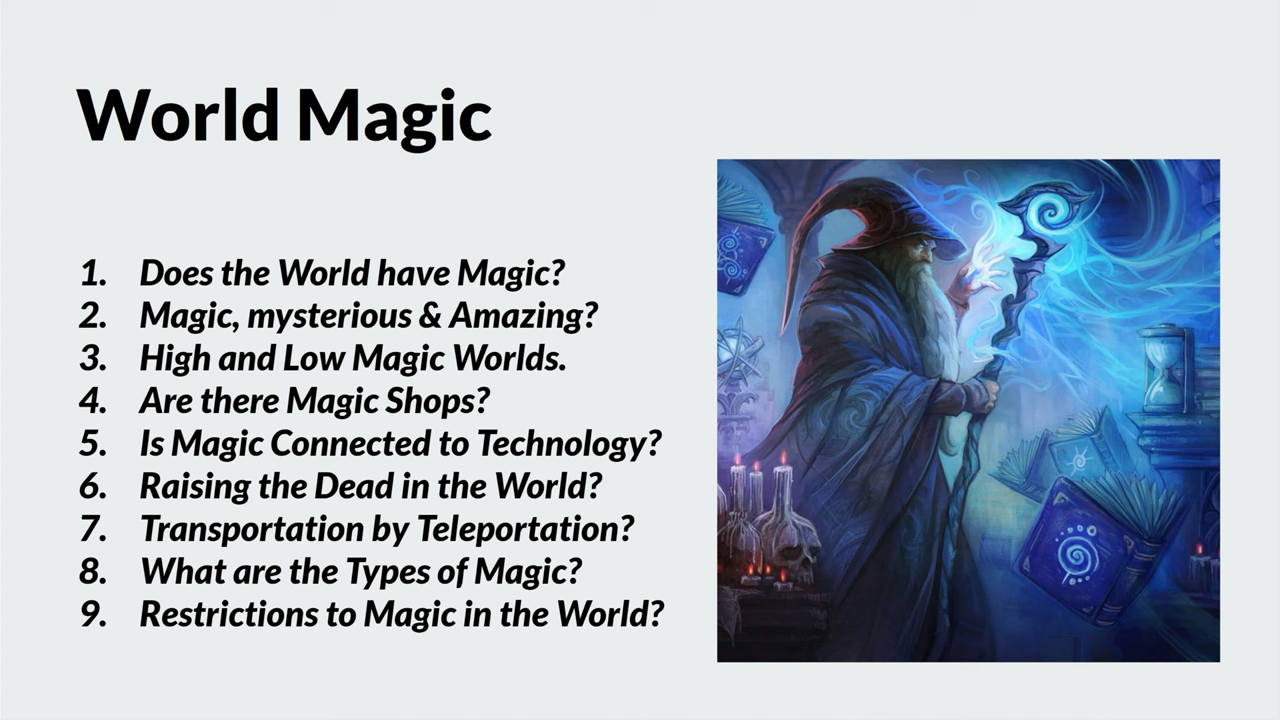 World Magic
1. Does the World have Magic?
2. Magic, mysterious & Amazing?
3. High and Low Magic Worlds.
4. Are there Magic Shops?
5. Is Magic Connected to Technology?
6. Raising the Dead in the World?
7. Transportation by Teleportation?
8. What are the Types of Magic?
9. Restrictions to Magic in the World?